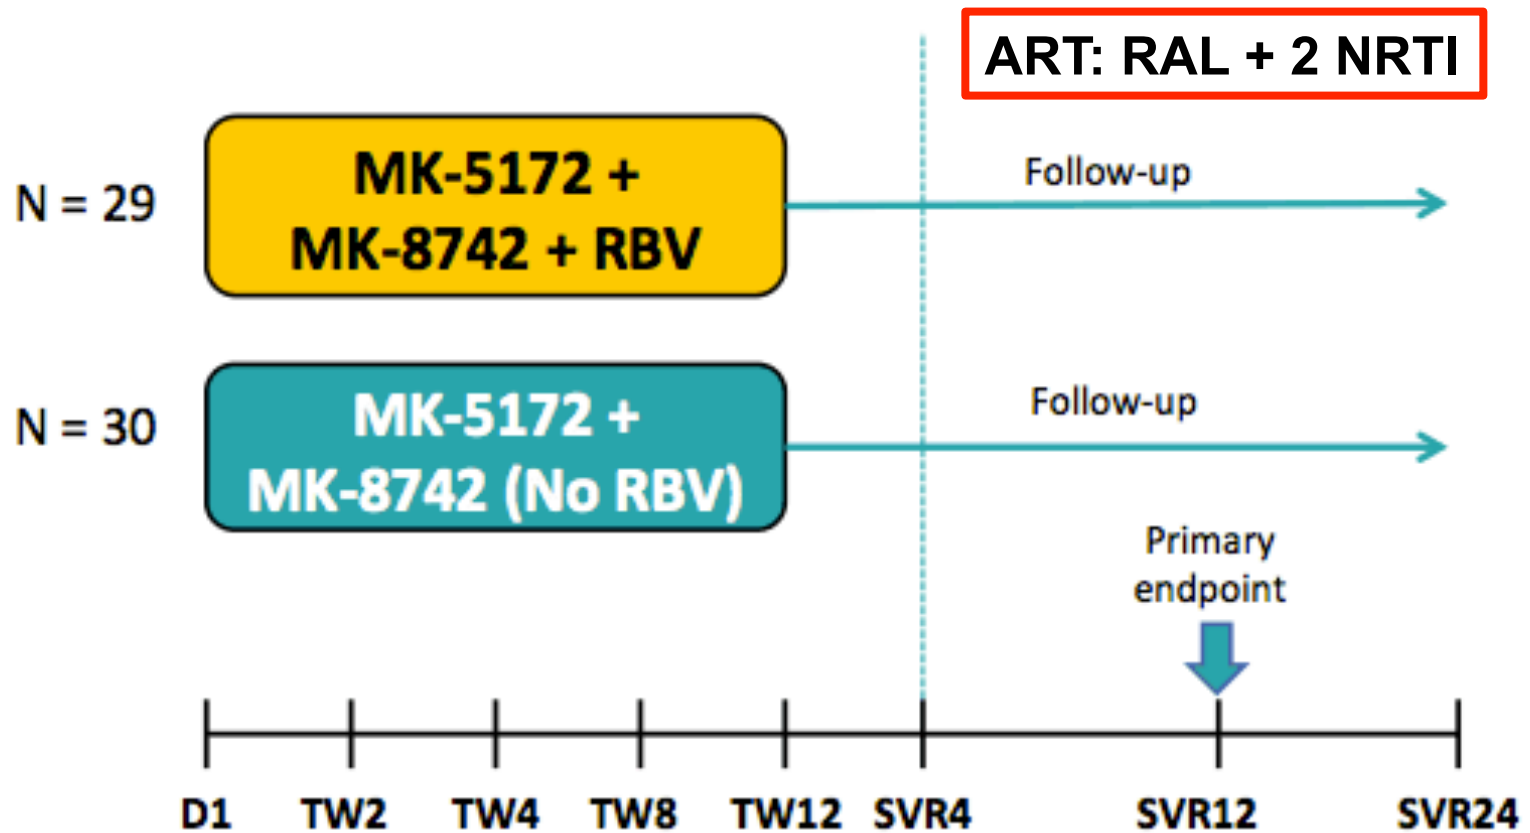 ART: RAL + 2 NRTI
N = 29
MK-5172 +
MK-8742 + RBV
Follow-up
N = 30
MK-5172 +
MK-8742 (No RBV)
Follow-up
Primary
endpoint
D1 TW2 TW4 TW8 TW12 SVR4 SVR12 SVR24